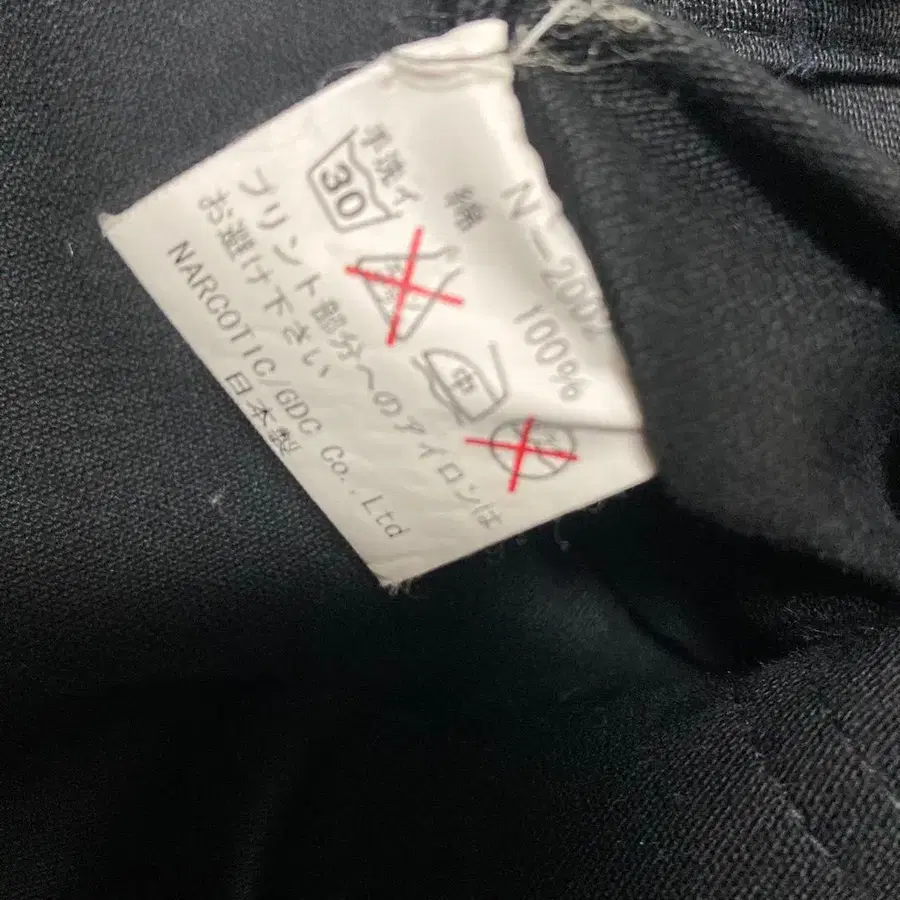 N-2002
綿 100%
手洗イ
30
中
プリント部分へのアイロンは
お避け下さい
NARCOTIC/GDC Co.,Ltd
日本製